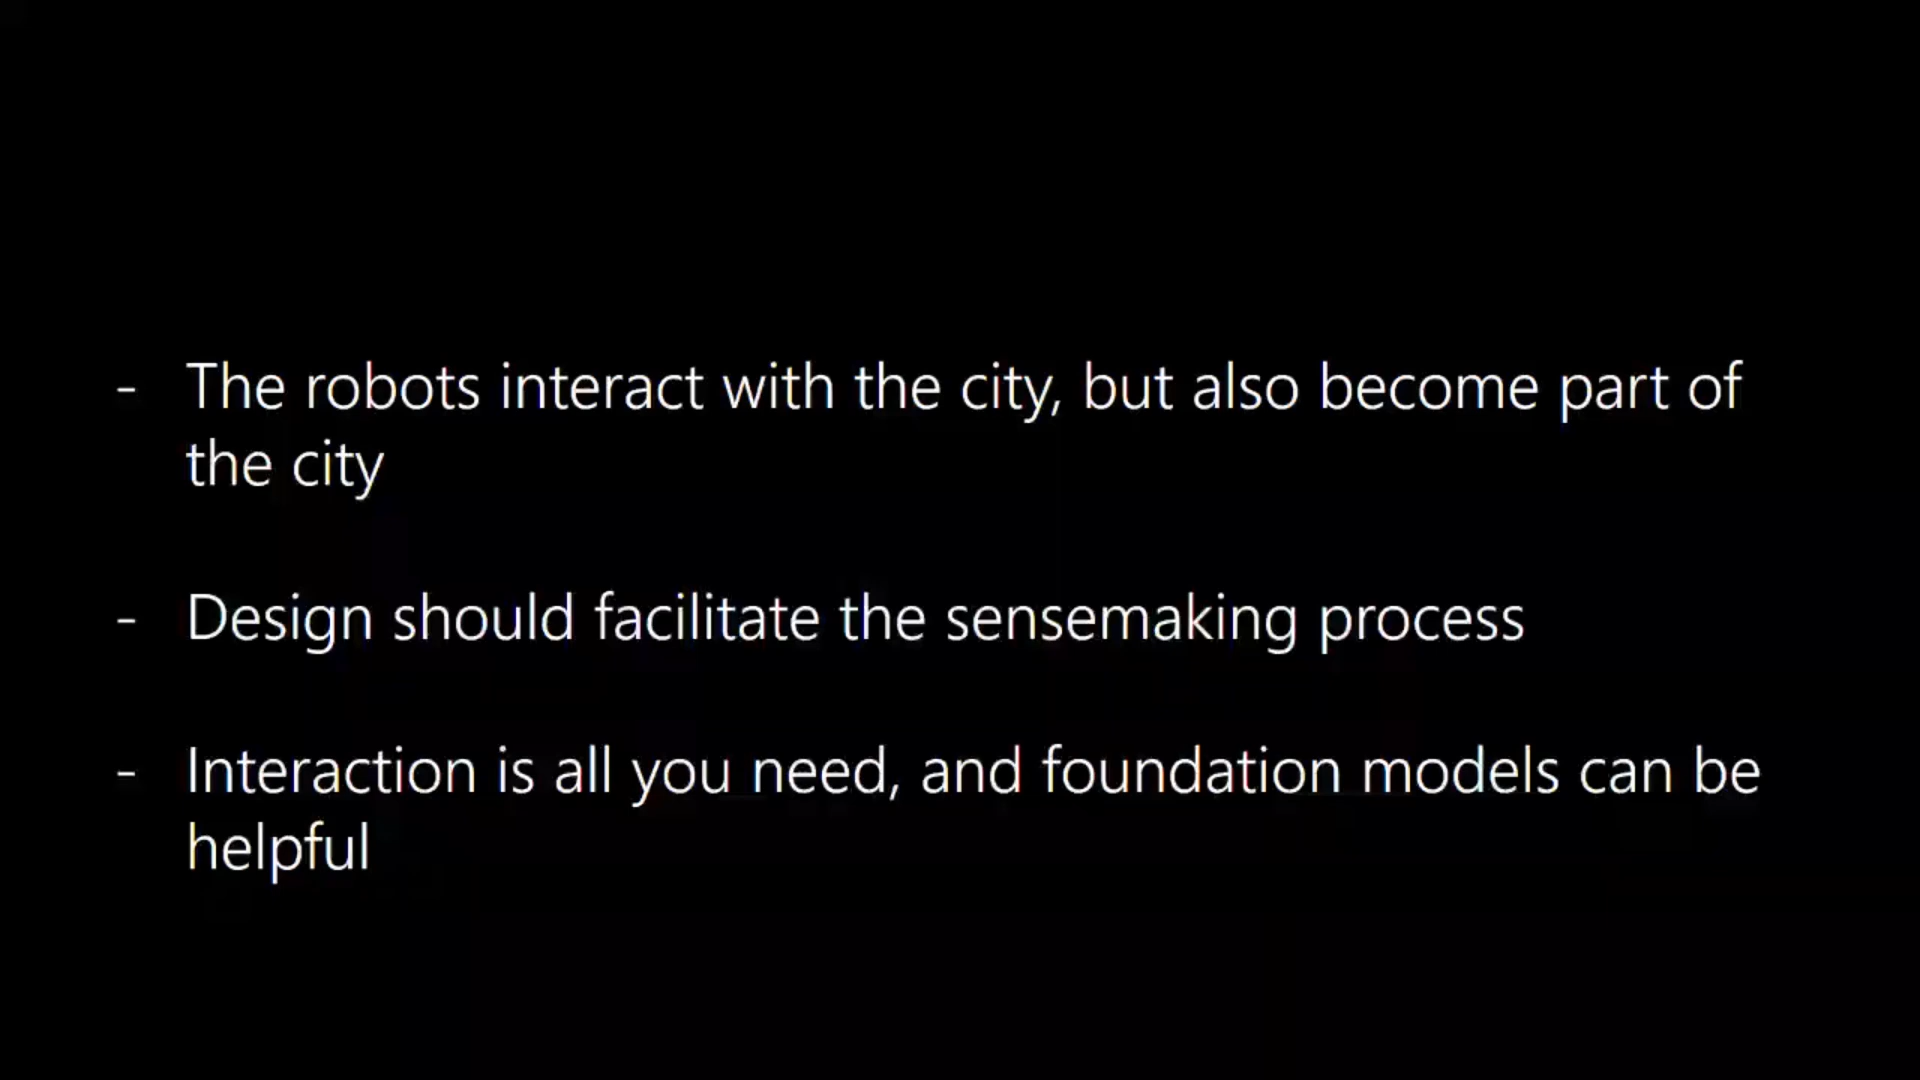 - The robots interact with the city, but also become part of
the city
- Design should facilitate the sensemaking process
- Interaction is all you need, and foundation models can be
helpful